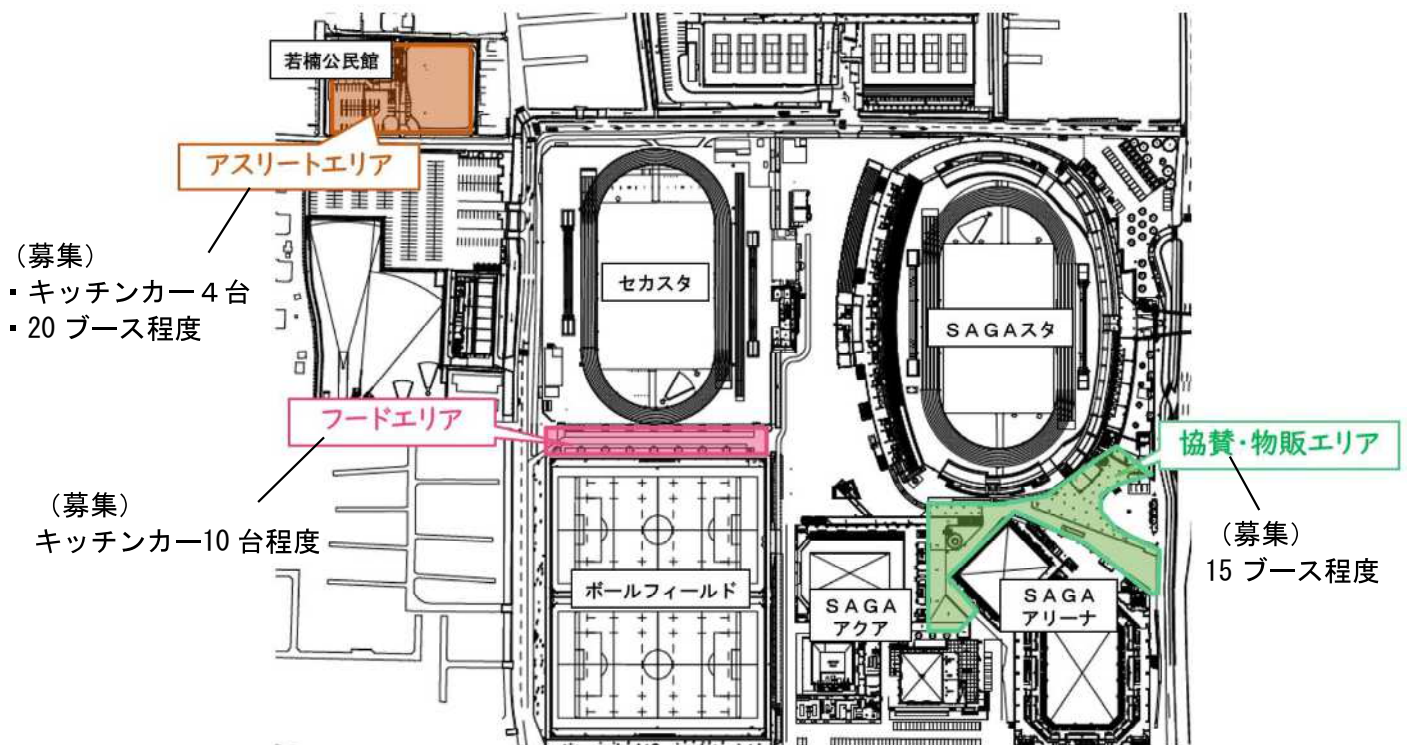 若楠公民館
アスリートエリア
（募集）
▪ キッチンカー４台
▪ 20 ブース程度
セカスタ
ＳＡＧＡスタ
フードエリア
（募集）
キッチンカー10 台程度
協賛・物販エリア
（募集）
15 ブース程度
ボールフィールド
ＳＡＧＡ
アクア
ＳＡＧＡ
アリーナ